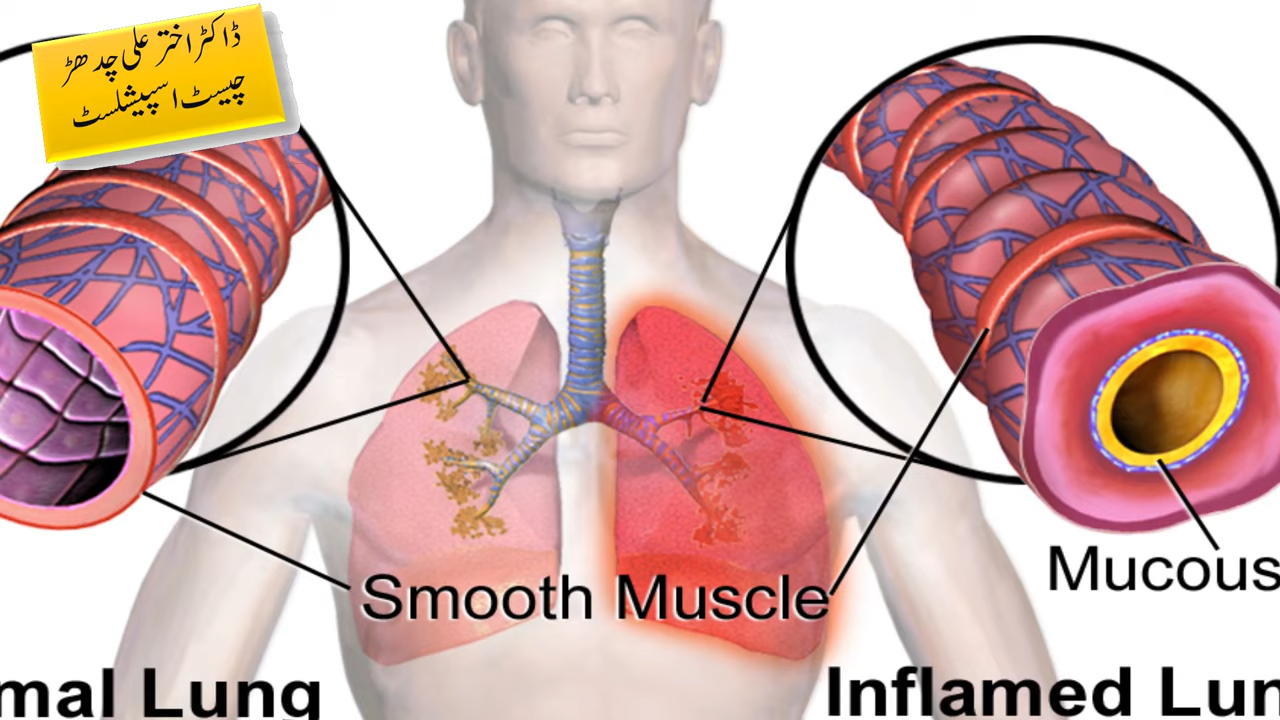 ڈاکٹر اختر علی چدھڑ
چیسٹ اسپیشلسٹ
Smooth Muscle
Mucous
mal Lung
Inflamed Lun